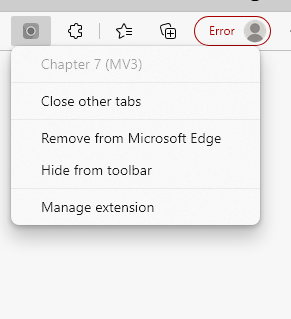 Error
Chapter 7 (MV3)
Close other tabs
Remove from Microsoft Edge
Hide from toolbar
Manage extension